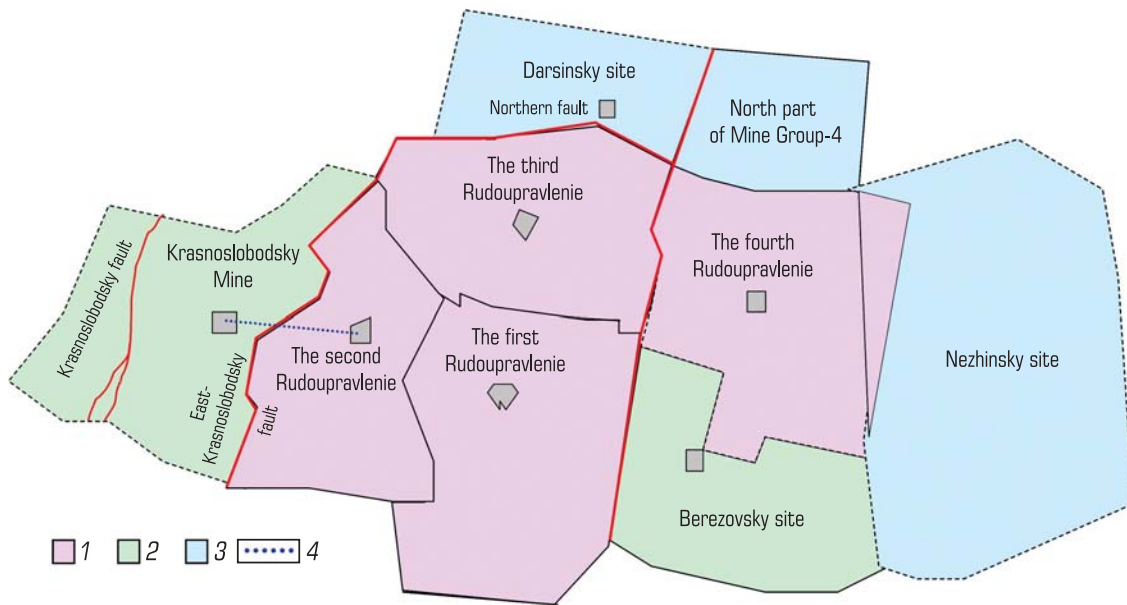 Darsinsky site
Northern fault
North part
of Mine Group-4
The third
Rudoupravlenie
Krasnoslobodsky fault
Krasnoslobodsky
Mine
The fourth
Rudoupravlenie
The second
Rudoupravlenie
The first
Rudoupravlenie
Nezhinsky site
East-
Krasnoslobodsky
fault
Berezovsky site
1 2 3 4